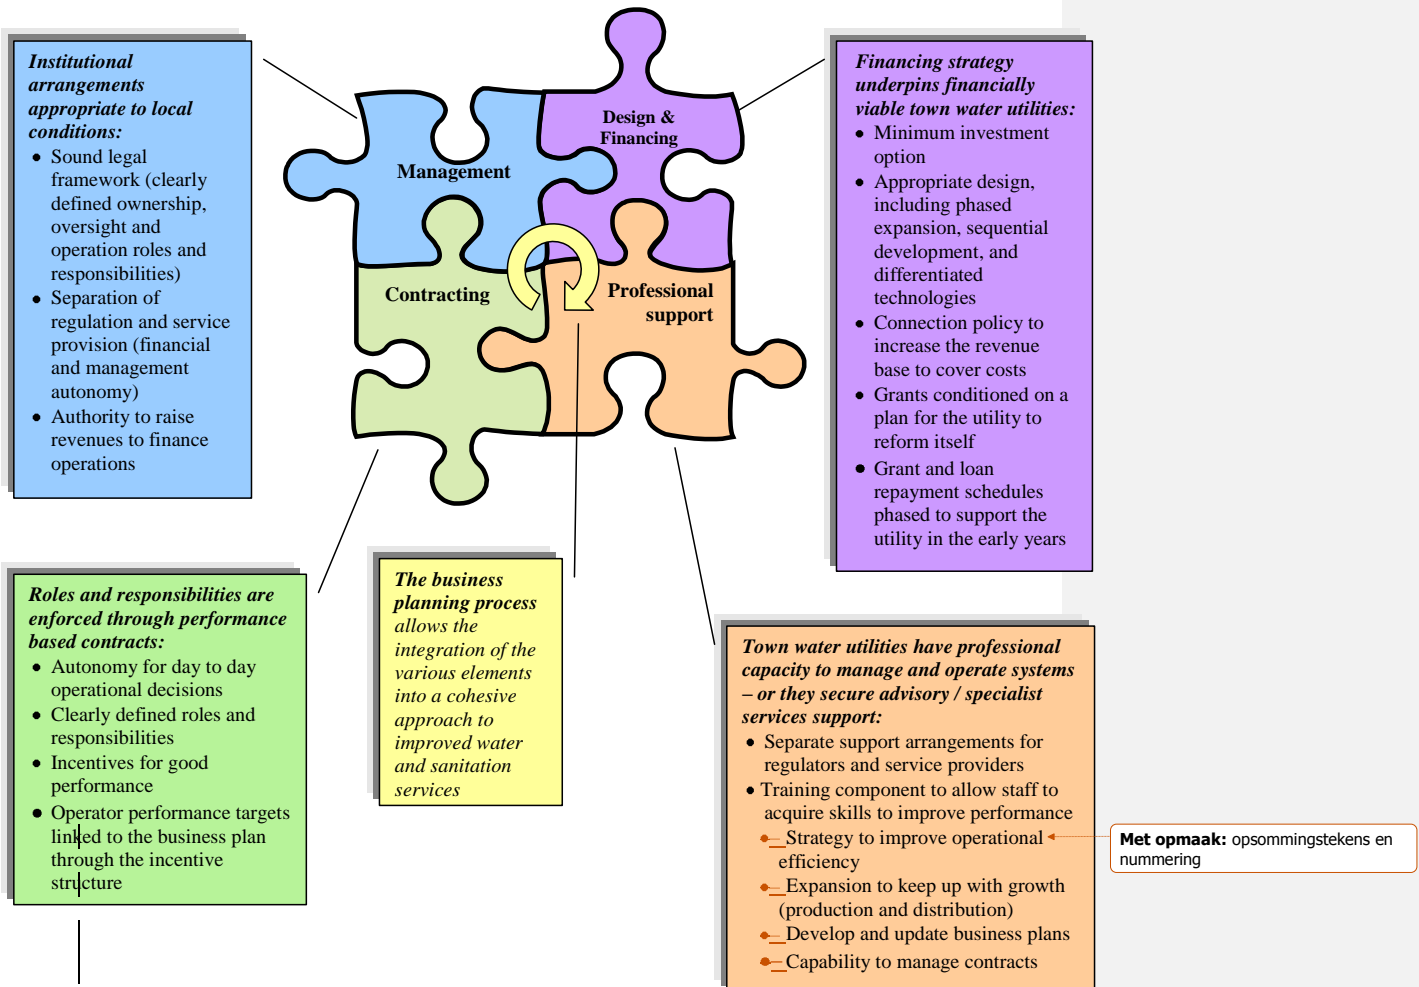 Institutional
arrangements
appropriate to local
conditions:
• Sound legal
framework (clearly
defined ownership,
oversight and
operation roles and
responsibilities)
• Separation of
regulation and service
provision (financial
and management
autonomy)
• Authority to raise
revenues to finance
operations
Management
Design &
Financing
Contracting
Professional
support
Financing strategy
underpins financially
viable town water utilities:
• Minimum investment
option
• Appropriate design,
including phased
expansion, sequential
development, and
differentiated
technologies
• Connection policy to
increase the revenue
base to cover costs
• Grants conditioned on a
plan for the utility to
reform itself
• Grant and loan
repayment schedules
phased to support the
utility in the early years
Roles and responsibilities are
enforced through performance
based contracts:
• Autonomy for day to day
operational decisions
• Clearly defined roles and
responsibilities
• Incentives for good
performance
• Operator performance targets
linked to the business plan
through the incentive
structure
The business
planning process
allows the
integration of the
various elements
into a cohesive
approach to
improved water
and sanitation
services
Town water utilities have professional
capacity to manage and operate systems
– or they secure advisory / specialist
services support:
• Separate support arrangements for
regulators and service providers
• Training component to allow staff to
acquire skills to improve performance
• Strategy to improve operational
efficiency
• Expansion to keep up with growth
(production and distribution)
• Develop and update business plans
• Capability to manage contracts
Met opmaak: opsommingstekens en
nummering